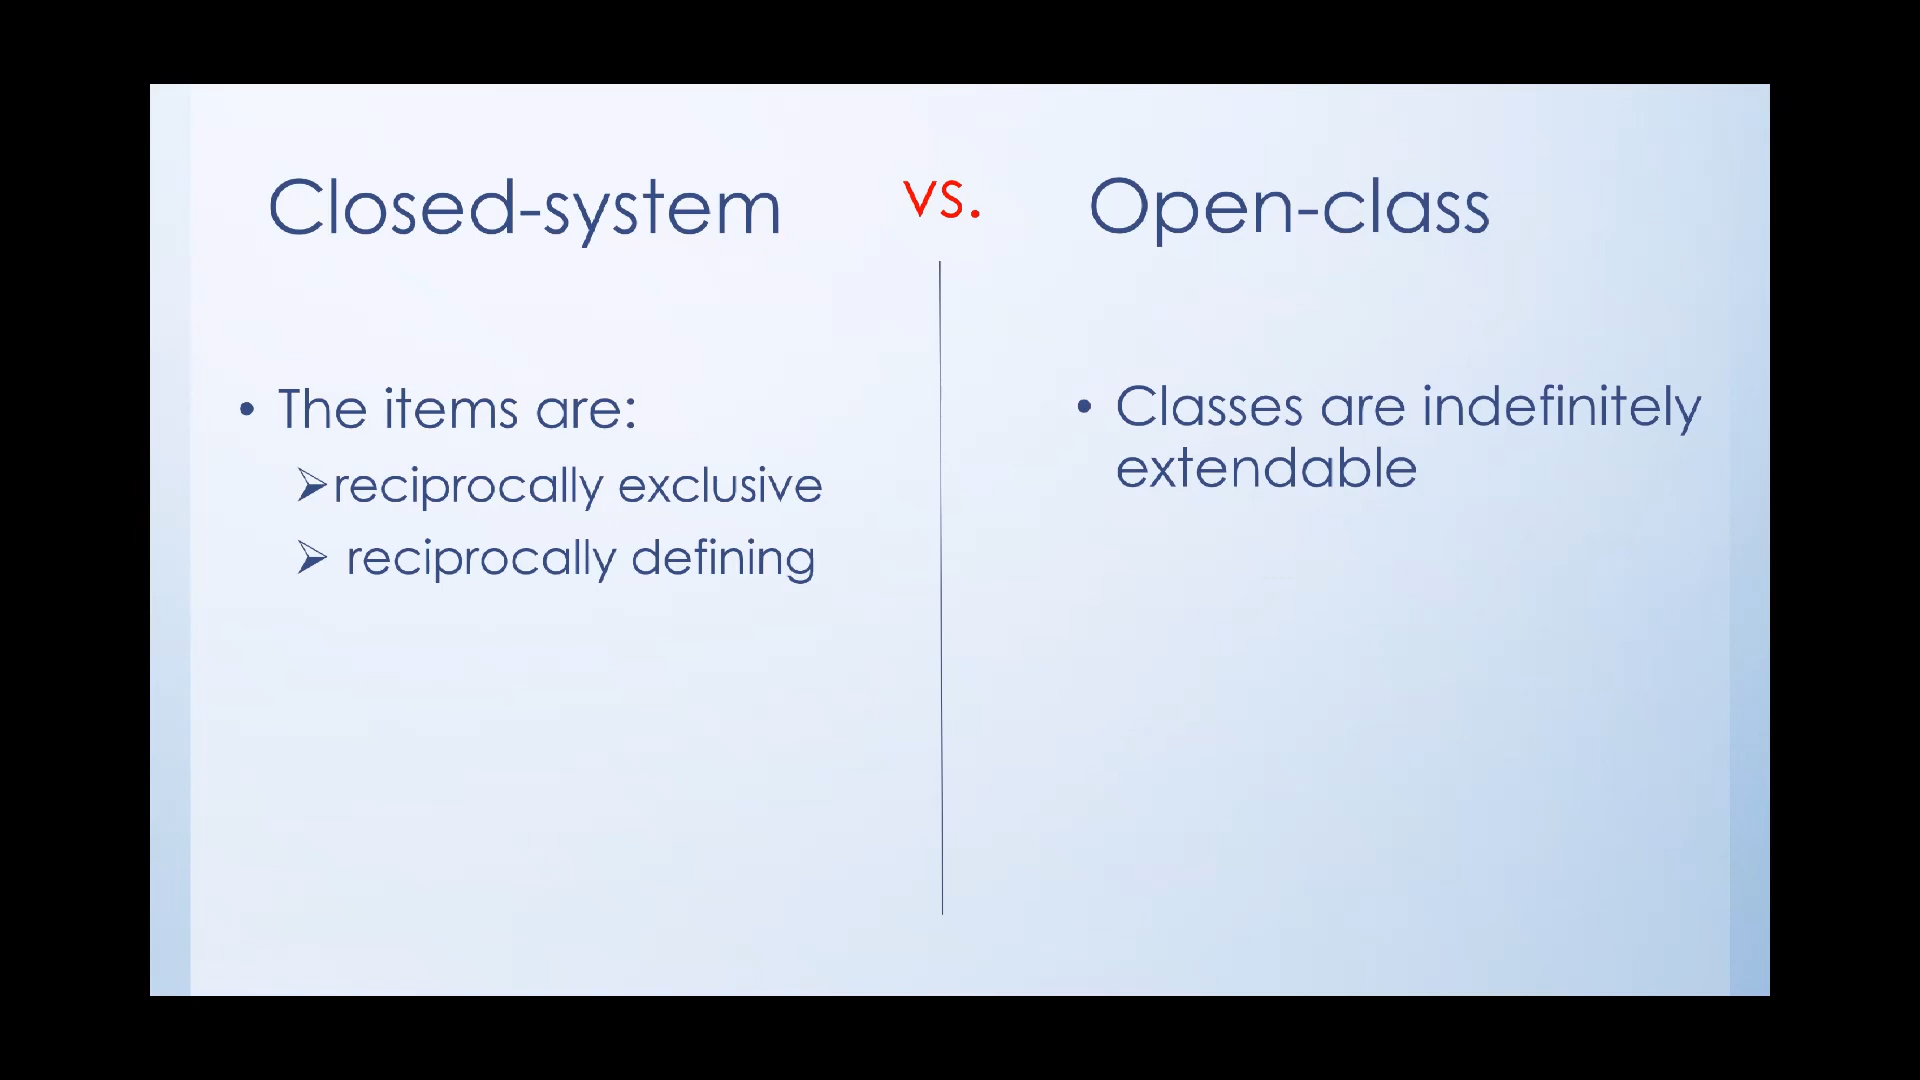 Closed-system vs. Open-class
• The items are:
➢reciprocally exclusive
➢ reciprocally defining
• Classes are indefinitely
extendable